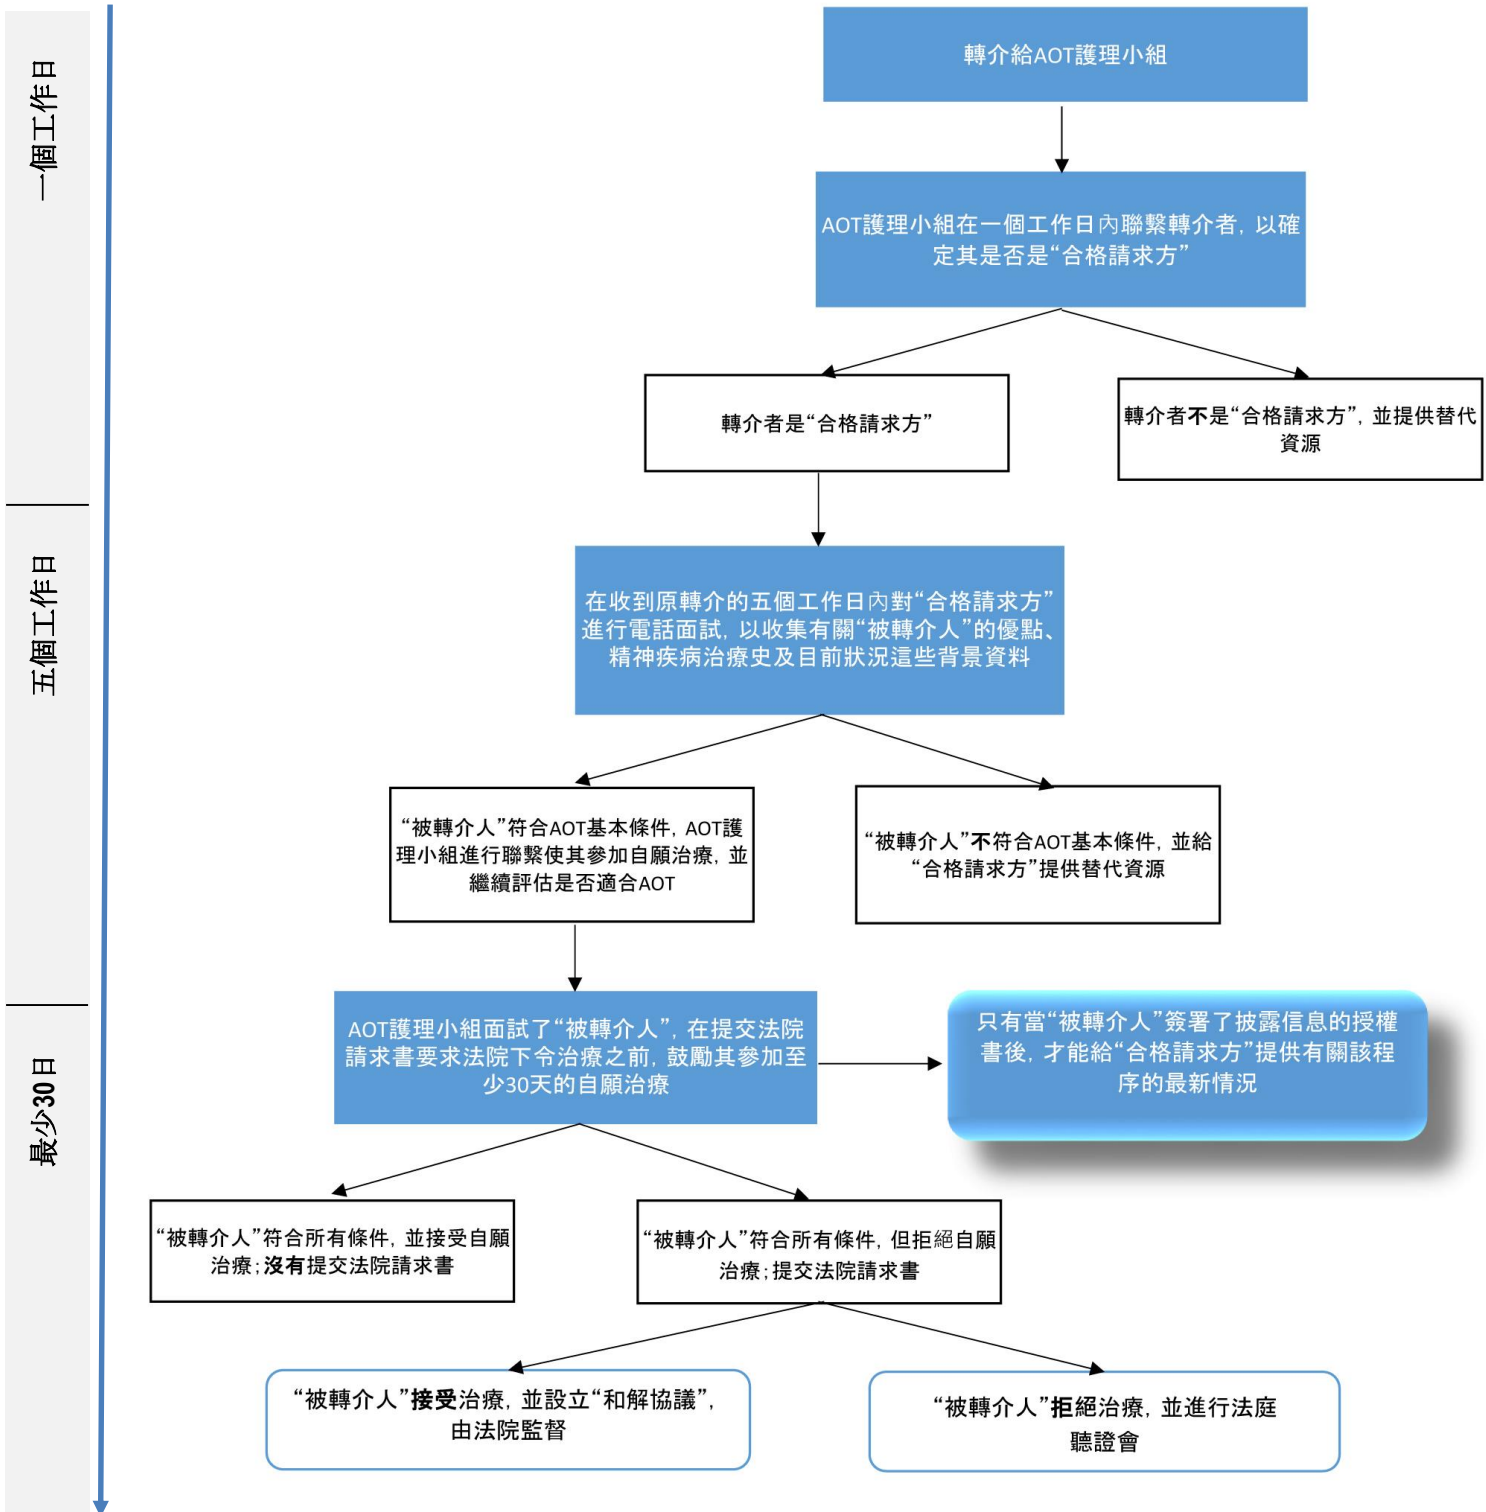 一個工作日
轉介給AOT護理小組
AOT護理小組在一個工作日內聯繫轉介者, 以確
定其是否是“合格請求方”
轉介者是“合格請求方”
轉介者不是“合格請求方”, 並提供替代
資源
五個工作日
在收到原轉介的五個工作日內對“合格請求方”
進行電話面試, 以收集有關“被轉介人”的優點、
精神疾病治療史及目前狀況這些背景資料
“被轉介人”符合AOT基本條件, AOT護
理小組進行聯繫使其參加自願治療, 並
繼續評估是否適合AOT
“被轉介人”不符合AOT基本條件, 並給
“合格請求方”提供替代資源
最少30日
AOT護理小組面試了“被轉介人”, 在提交法院
請求書要求法院下令治療之前, 鼓勵其參加至
少30天的自願治療
只有當“被轉介人”簽署了披露信息的授權
書後, 才能給“合格請求方”提供有關該程
序的最新情況
“被轉介人”符合所有條件, 並接受自願
治療;沒有提交法院請求書
“被轉介人”符合所有條件, 但拒絕自願
治療;提交法院請求書
“被轉介人”接受治療, 並設立“和解協議”,
由法院監督
“被轉介人”拒絕治療, 並進行法庭
聽證會